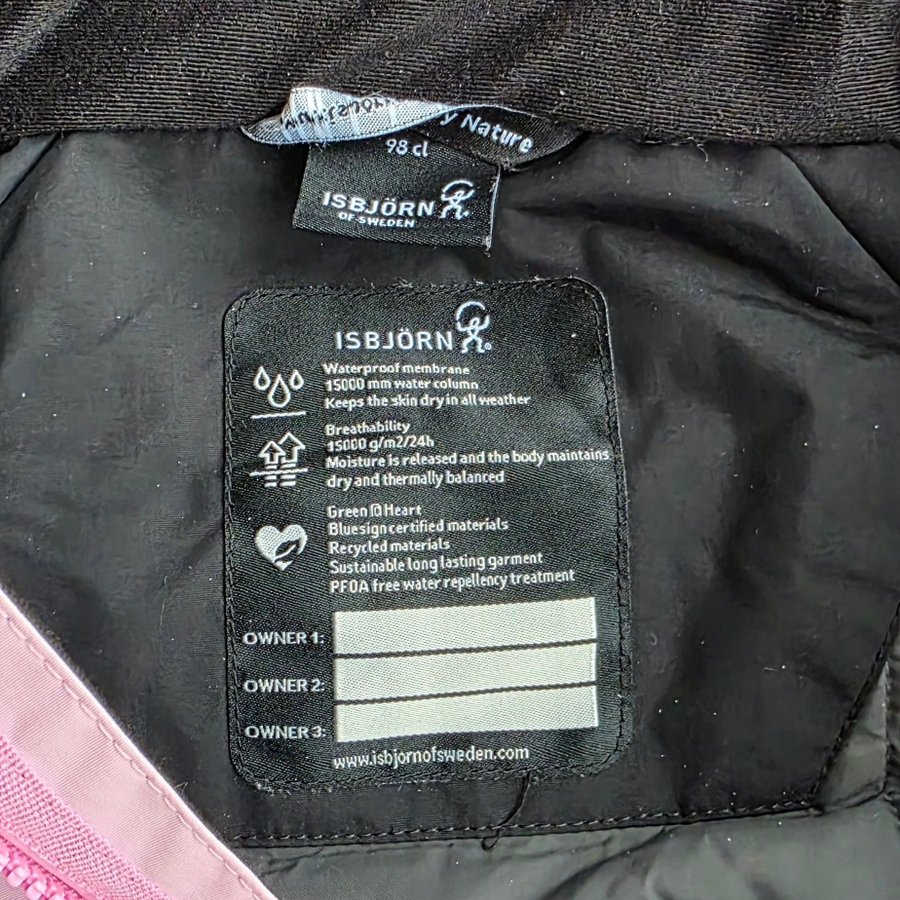 y Nature
98 cl
ISBJÖRN
OF SWEDEN
ISBJÖRN
Waterproof membrane
15000 mm water column
Keeps the skin dry in all weather
Breathability
15000 g/m2/24h
Moisture is released and the body maintains
dry and thermally balanced
Green @ Heart
Bluesign certified materials
Recycled materials
Sustainable long lasting garment
PFOA free water repellency treatment
OWNER 1:
OWNER 2:
OWNER 3:
www.isbjornofsweden.com